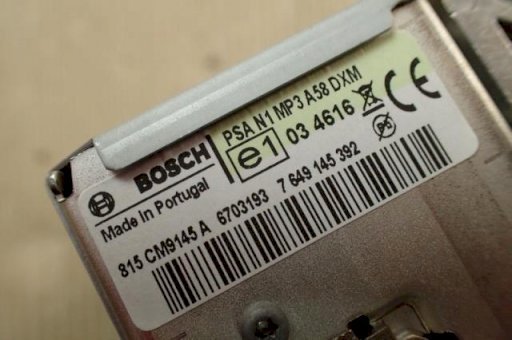 BOSCH
Made in Portugal
PSA N1 MP3 A58 DXM
e1 03 4616
CE
815 CM9145 A 6703193 7 649 145 392